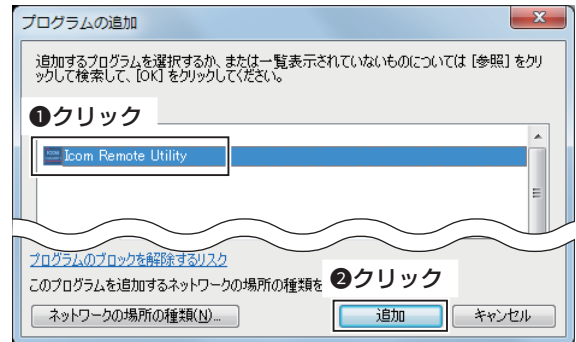 プログラムの追加
追加するプログラムを選択するか、または一覧表示されていないものについては [参照] をクリ
ックして検索して、[OK] をクリックしてください。
❶クリック
Icom Remote Utility
プログラムのブロックを解除するリスク
このプログラムを追加するネットワークの場所の種類を
❷クリック
ネットワークの場所の種類(N)...
追加
キャンセル